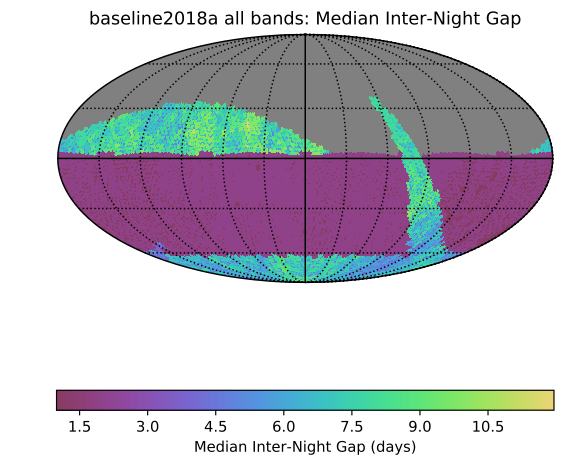 baseline2018a all bands: Median Inter-Night Gap
1.5 3.0 4.5 6.0 7.5 9.0 10.5
Median Inter-Night Gap (days)